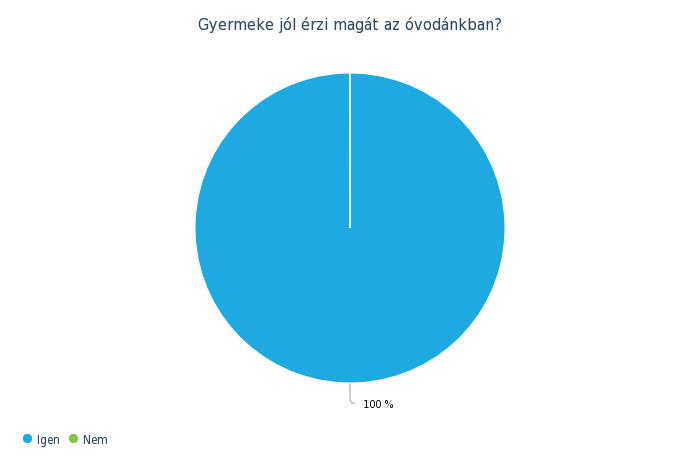 Gyermeke jól érzi magát az óvodánkban?
100 %
Igen Nem